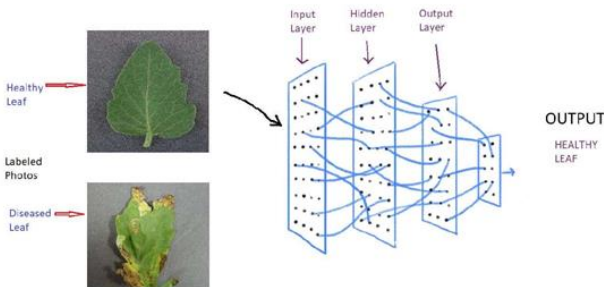 Input
Layer
Hidden
Layer
Output
Layer
Healthy
Leaf
Labeled
Photos
Diseased
Leaf
OUTPUT
HEALTHY
LEAF